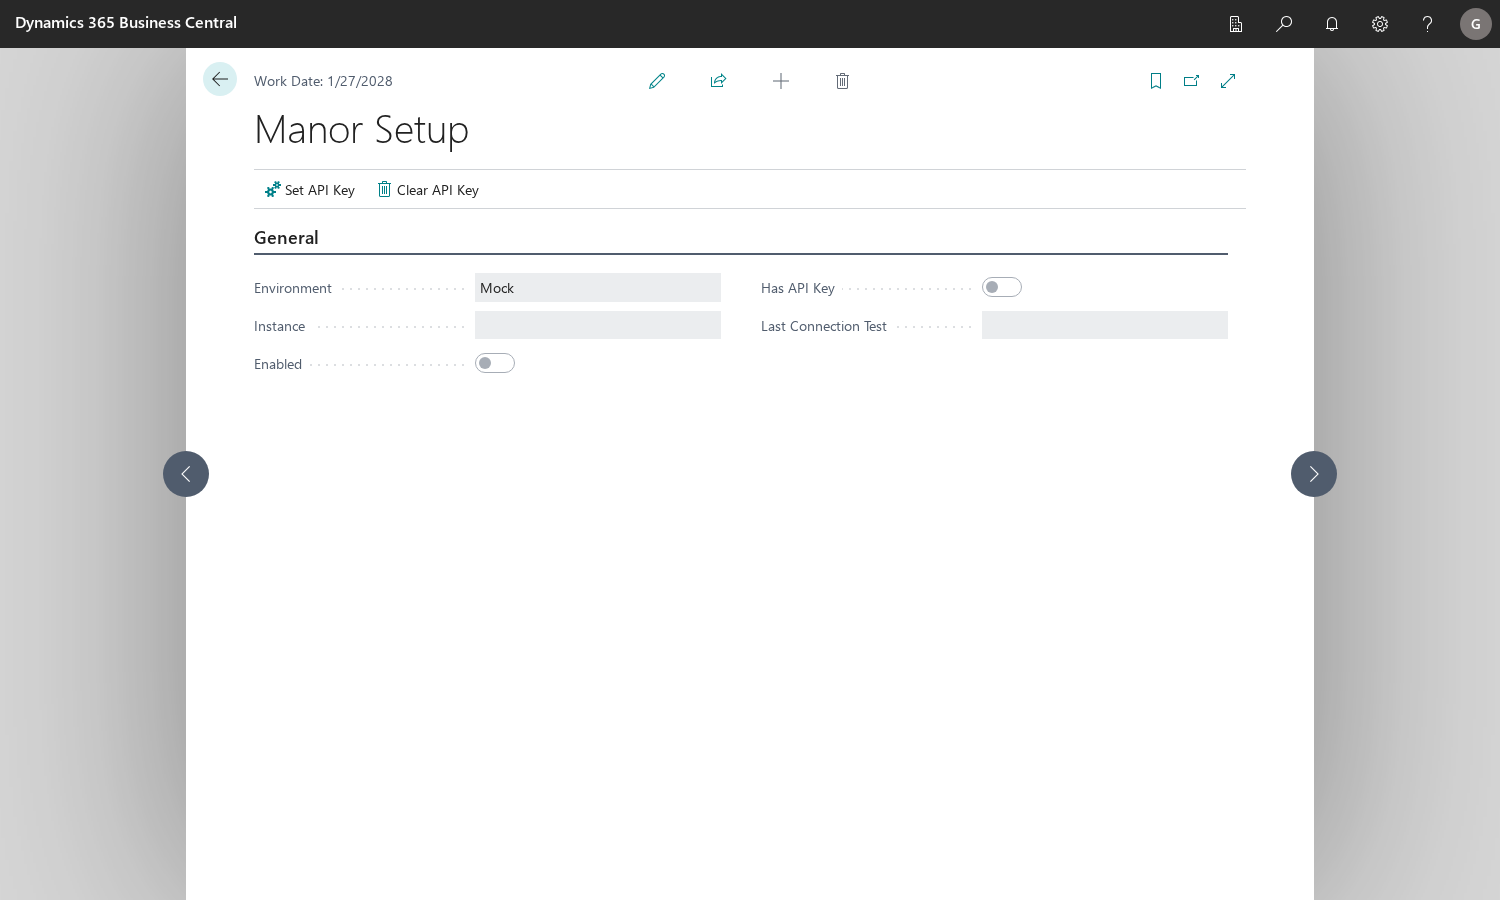 Dynamics 365 Business Central
G
Work Date: 1/27/2028
Manor Setup
Set API Key
Clear API Key
General
Environment
Mock
Has API Key
Instance
Last Connection Test
Enabled